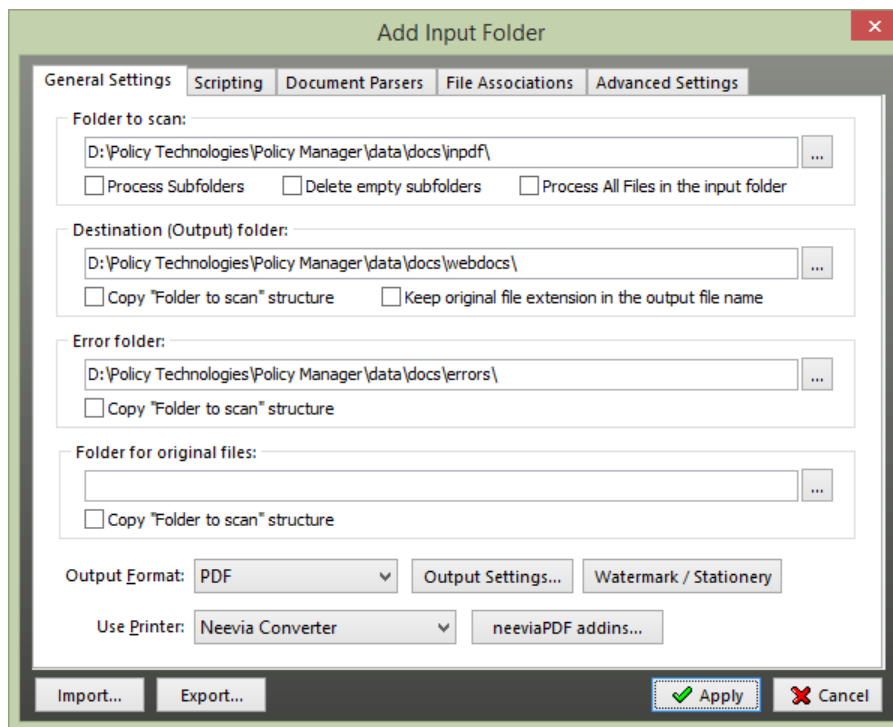 Add Input Folder
General Settings Scripting Document Parsers File Associations Advanced Settings
Folder to scan:
D:\Policy Technologies\Policy Manager\data\docs\inpdf\ ...
Process Subfolders Delete empty subfolders Process All Files in the input folder
Destination (Output) folder:
D:\Policy Technologies\Policy Manager\data\docs\webdocs\ ...
Copy "Folder to scan" structure Keep original file extension in the output file name
Error folder:
D:\Policy Technologies\Policy Manager\data\docs\errors\ ...
Copy "Folder to scan" structure
Folder for original files:
...
Copy "Folder to scan" structure
Output Format: PDF Output Settings... Watermark / Stationery
Use Printer: Neevia Converter neeviaPDF addins...
Import... Export... Apply Cancel